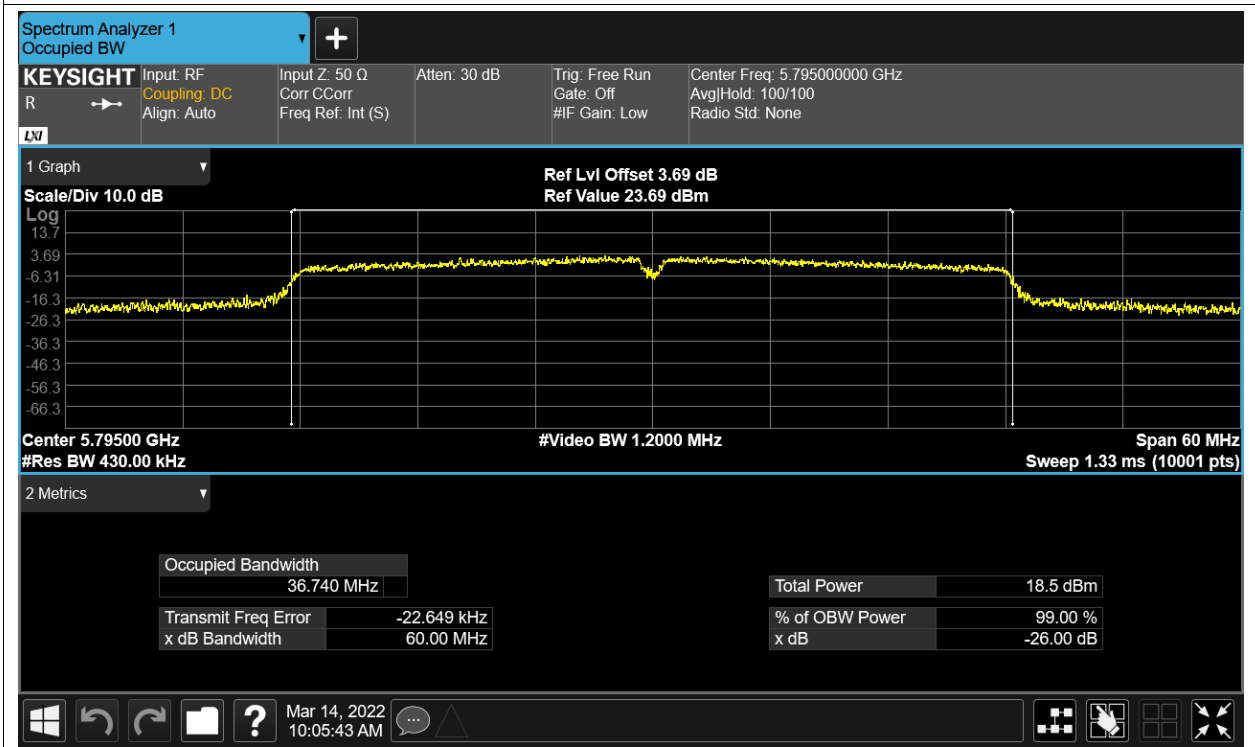 Spectrum Analyzer 1
Occupied BW
KEYSIGHT
R
LXI
Input: RF
Coupling: DC
Align: Auto
Input Z: 50 Ω
Corr CCorr
Freq Ref: Int (S)
Atten: 30 dB
Trig: Free Run
Gate: Off
#IF Gain: Low
Center Freq: 5.795000000 GHz
Avg|Hold: 100/100
Radio Std: None
1 Graph
Ref Lvl Offset 3.69 dB
Scale/Div 10.0 dB
Ref Value 23.69 dBm
Log
13.7
3.69
-6.31
-16.3
-26.3
-36.3
-46.3
-56.3
-66.3
Center 5.79500 GHz
#Video BW 1.2000 MHz
Span 60 MHz
#Res BW 430.00 kHz
Sweep 1.33 ms (10001 pts)
2 Metrics
Occupied Bandwidth
36.740 MHz
Total Power 18.5 dBm
Transmit Freq Error -22.649 kHz
% of OBW Power 99.00 %
x dB Bandwidth 60.00 MHz
x dB -26.00 dB
?
Mar 14, 2022
10:05:43 AM